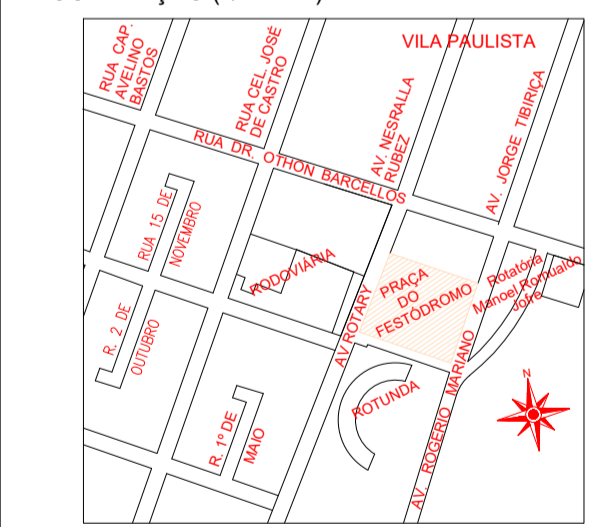 VILA PAULISTA
RUA CAP.
AVELINO
BASTOS
RUA CEL JOSÉ
DE CASTRO
AV. NESRALLA
RUBEZ
AV. JORGE TIBIRIÇA
RUA DR. OTHON BARCELLOS
RUA 15 DE
NOVEMBRO
RODOVIÁRIA
AV ROTARY
PRAÇA
DO
FESTÓDROMO
Rotatória
Manoel Romualdo
Jofre
R. 2 DE
OUTUBRO
R. 1º DE
MAIO
ROTUNDA
AV. ROGÉRIO MARIANO
N